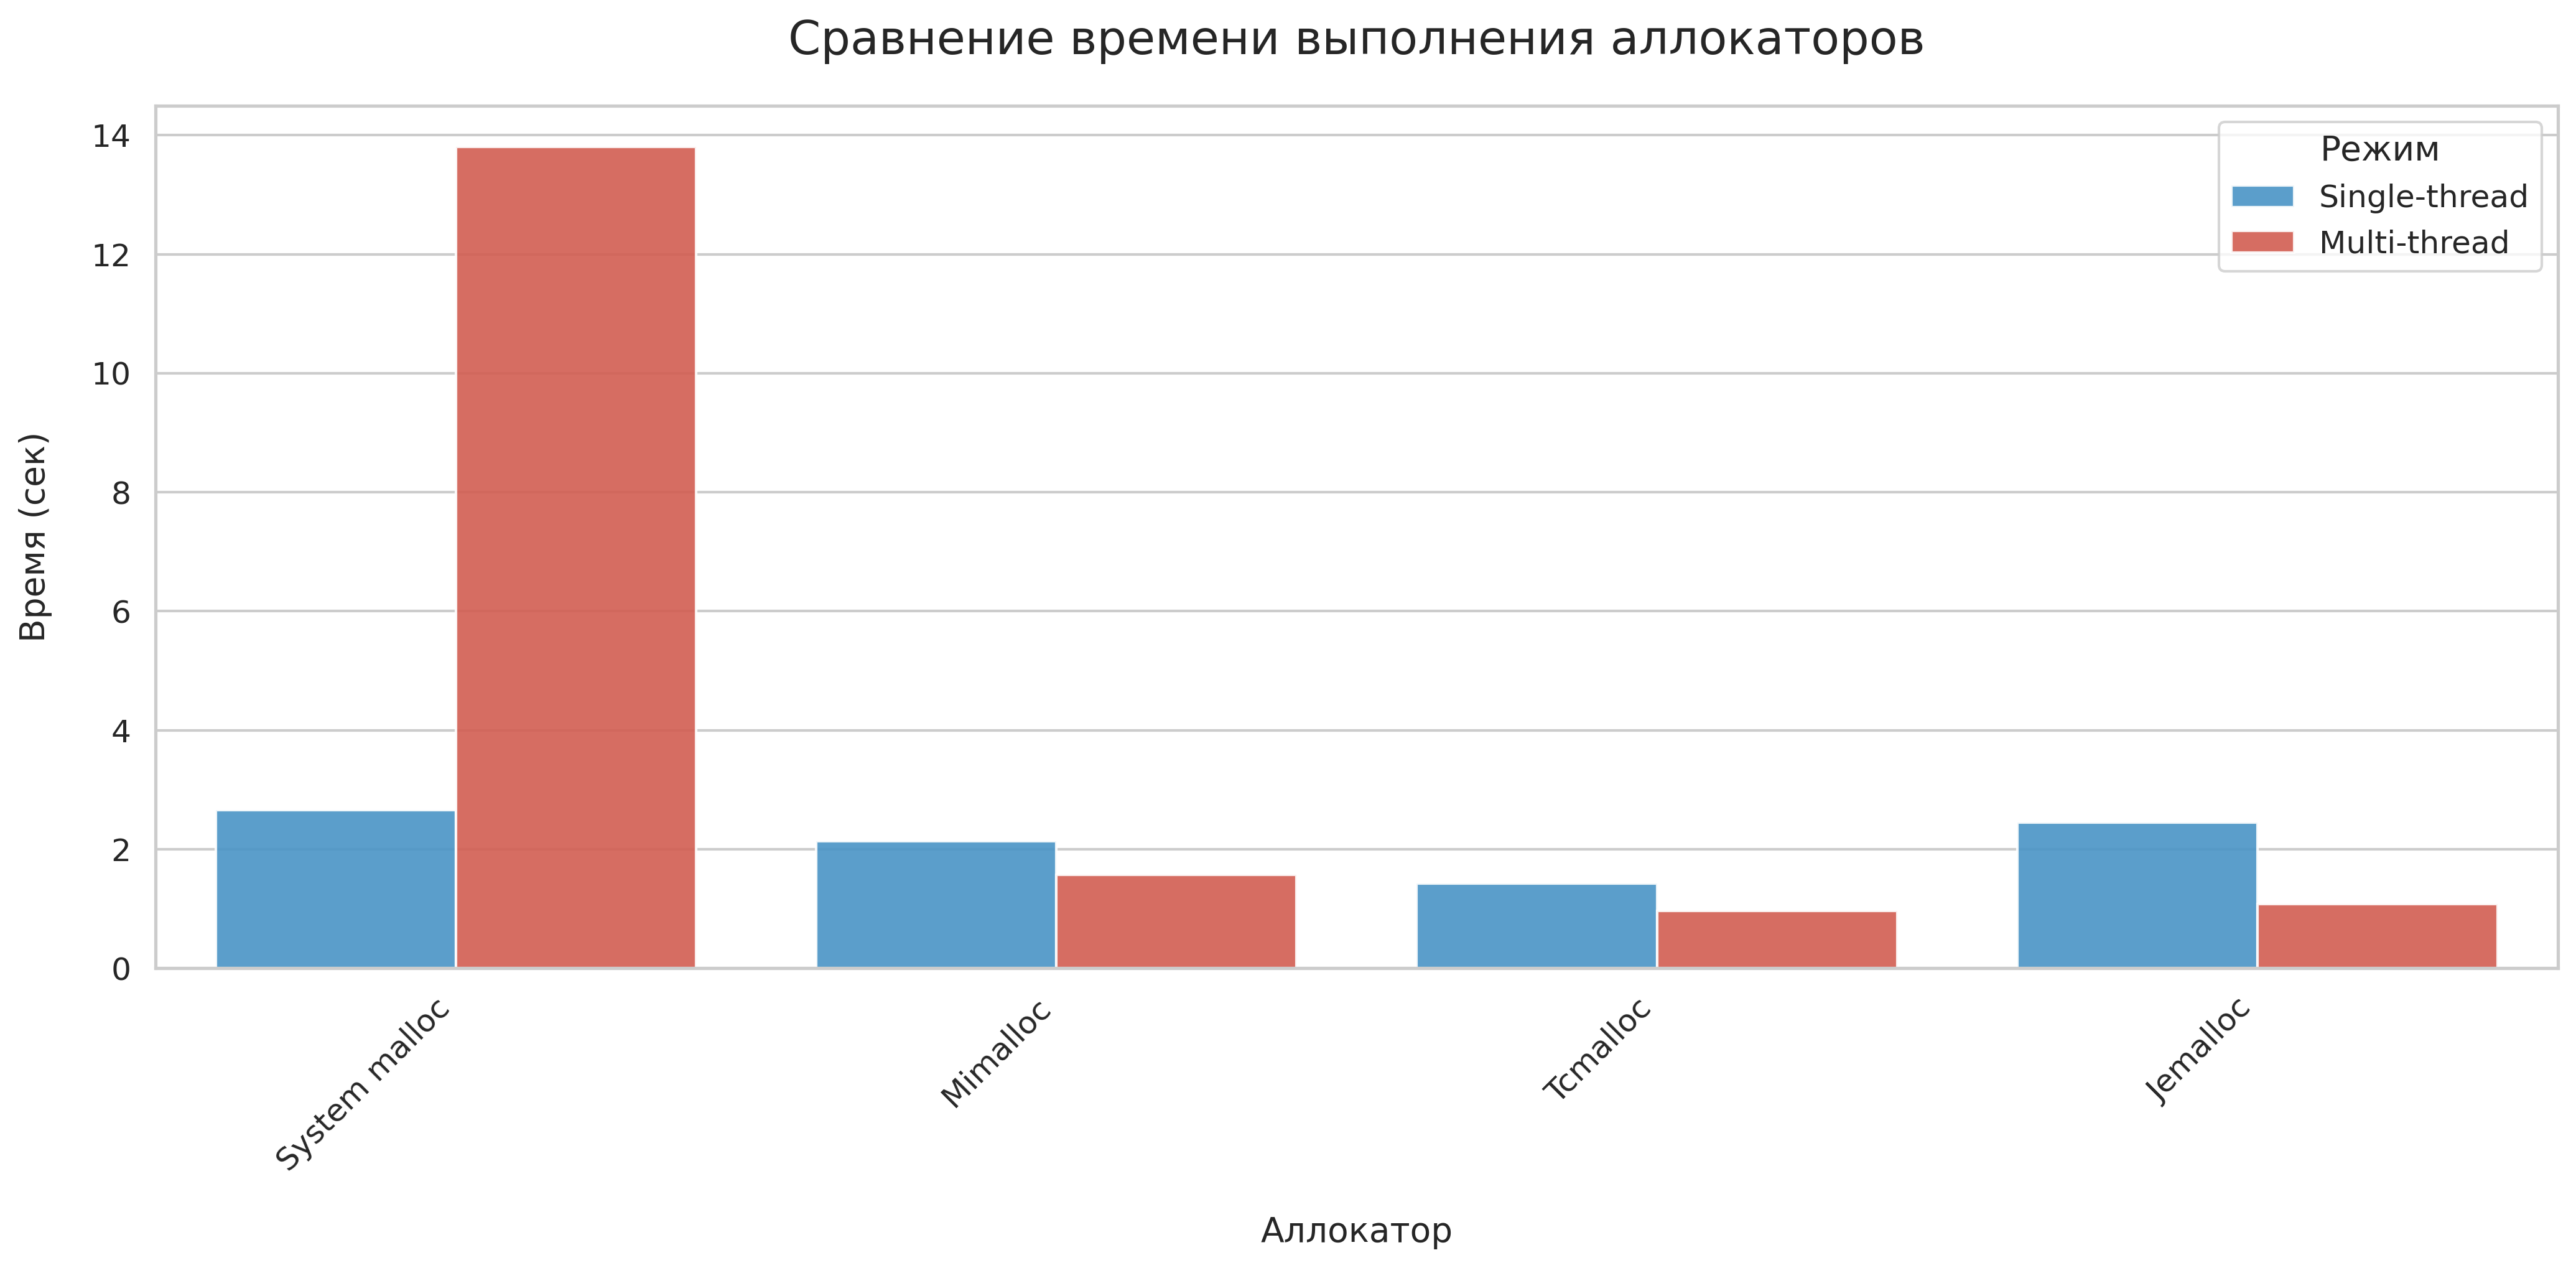 Сравнение времени выполнения аллокаторов
Режим
Single-thread
Multi-thread
Время (сек)
14
12
10
8
6
4
2
0
System malloc
Mimalloc
Tcmalloc
Jemalloc
Аллокатор